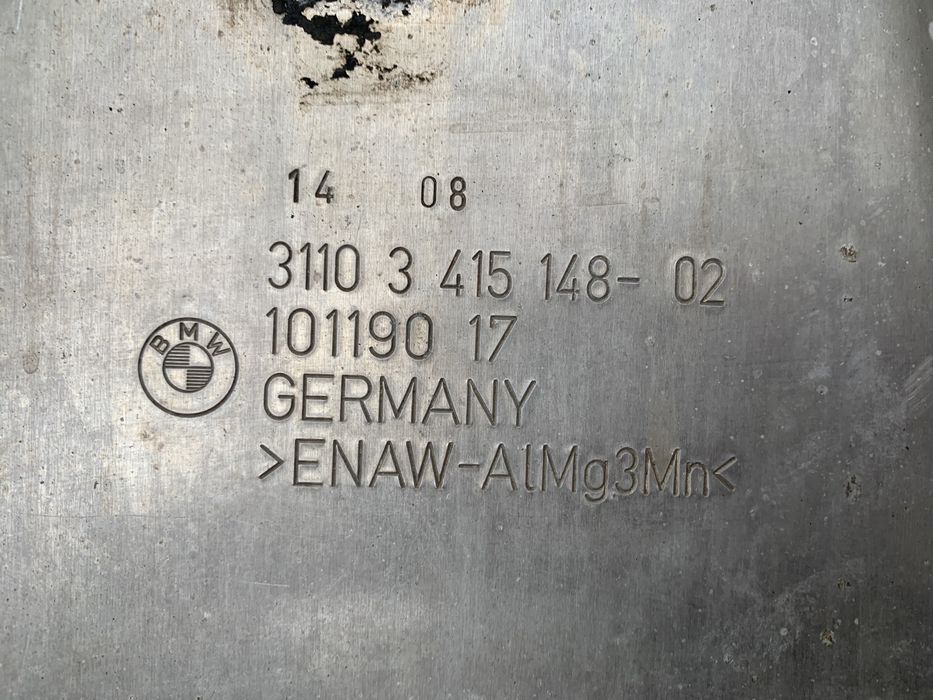 14 08
3110 3 415 148- 02
BMW
101190 17
GERMANY
>ENAW-AlMg3Mn<